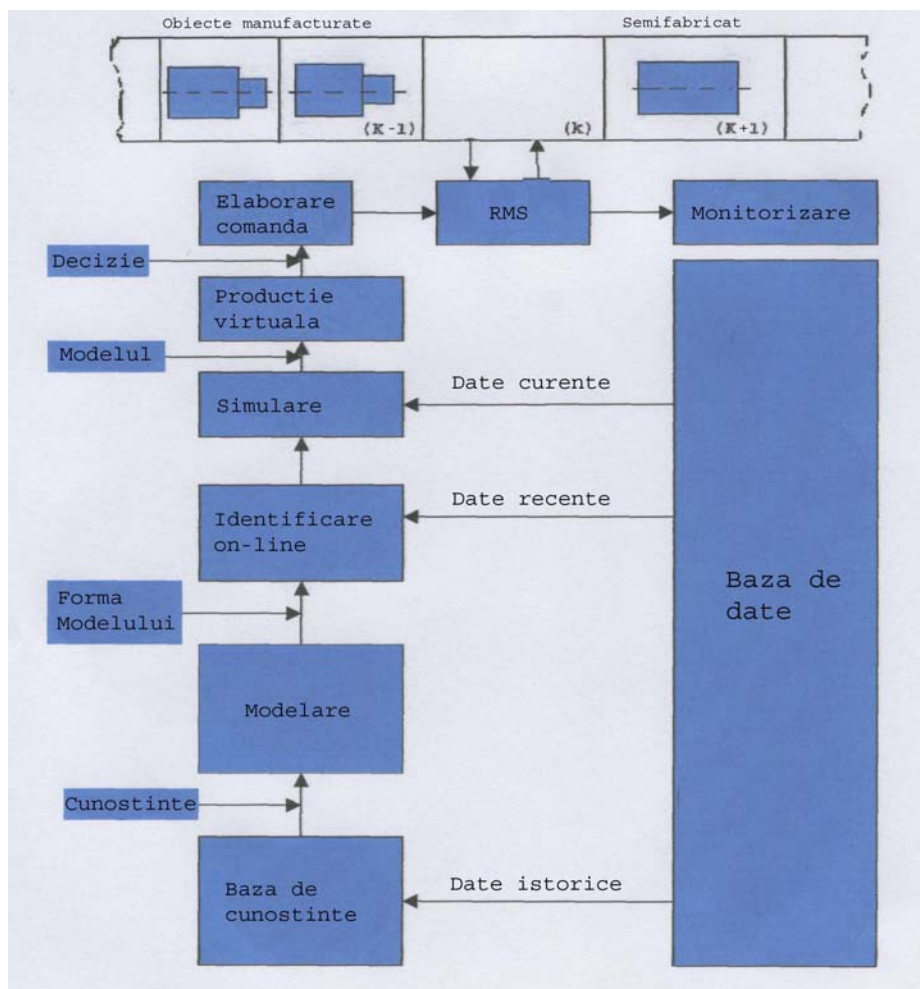 Obiecte manufacturate
Semifabricat
(K-1)
(k)
(K+1)
Elaborare
comanda
RMS
Monitorizare
Decizie
Productie
virtuala
Modelul
Simulare
Date curente
Identificare
on-line
Date recente
Baza de
date
Forma
Modelului
Modelare
Cunostinte
Baza de
cunostinte
Date istorice